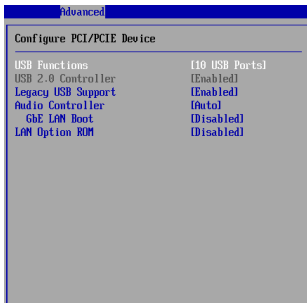 Advanced
Configure PCI/PCIE Device
USB Functions [10 USB Ports]
USB 2.0 Controller [Enabled]
Legacy USB Support [Enabled]
Audio Controller [Auto]
GbE LAN Boot [Disabled]
LAN Option ROM [Disabled]